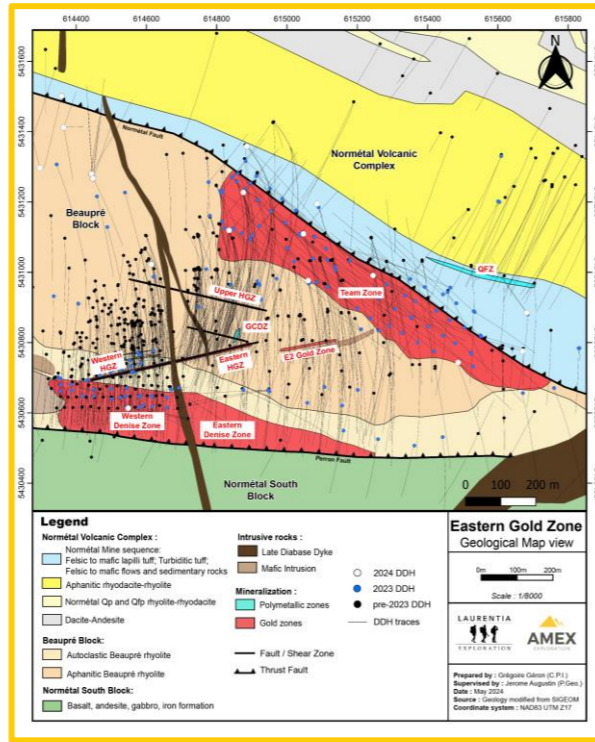 614400 614600 614800 615000 615200 615400 615600 615800
5431600
5431400
5431200
5431000
5430800
5430600
5430400
N
Normétal Fault
Normétal Volcanic
Complex
Beaupré
Block
QFZ
Team Zone
Upper HGZ
GCDZ
E2 Gold Zone
Western
HGZ
Eastern
HGZ
Western
Denise Zone
Eastern
Denise Zone
Perron Fault
Normétal South
Block
0 100 200 m
Legend
Normétal Volcanic Complex :
Normétal Mine sequence:
Felsic to mafic lapilli tuff; Turbiditic tuff;
Felsic to mafic flows and sedimentary rocks
Aphanitic rhyodacite-rhyolite
Normétal Qp and Qfp rhyolite-rhyodacite
Dacite-Andesite
Beaupré Block:
Autoclastic Beaupré rhyolite
Aphanitic Beaupré rhyolite
Normétal South Block:
Basalt, andesite, gabbro, iron formation
Intrusive rocks :
Late Diabase Dyke
Mafic Intrusion
Mineralization :
Polymetallic zones
Gold zones
Fault / Shear Zone
Thrust Fault
2024 DDH
2023 DDH
pre-2023 DDH
DDH traces
Eastern Gold Zone
Geological Map view
0m 100m 200m
Scale : 1/8000
LAURENTIA
EXPLORATION
AMEX
EXPLORATION
Prepared by : Grégoire Géron (C.P.I.)
Supervised by : Jerome Augustin (P.Geo.)
Date : May 2024
Source : Geology modified from SIGEOM
Coordinate system : NAD83 UTM Z17